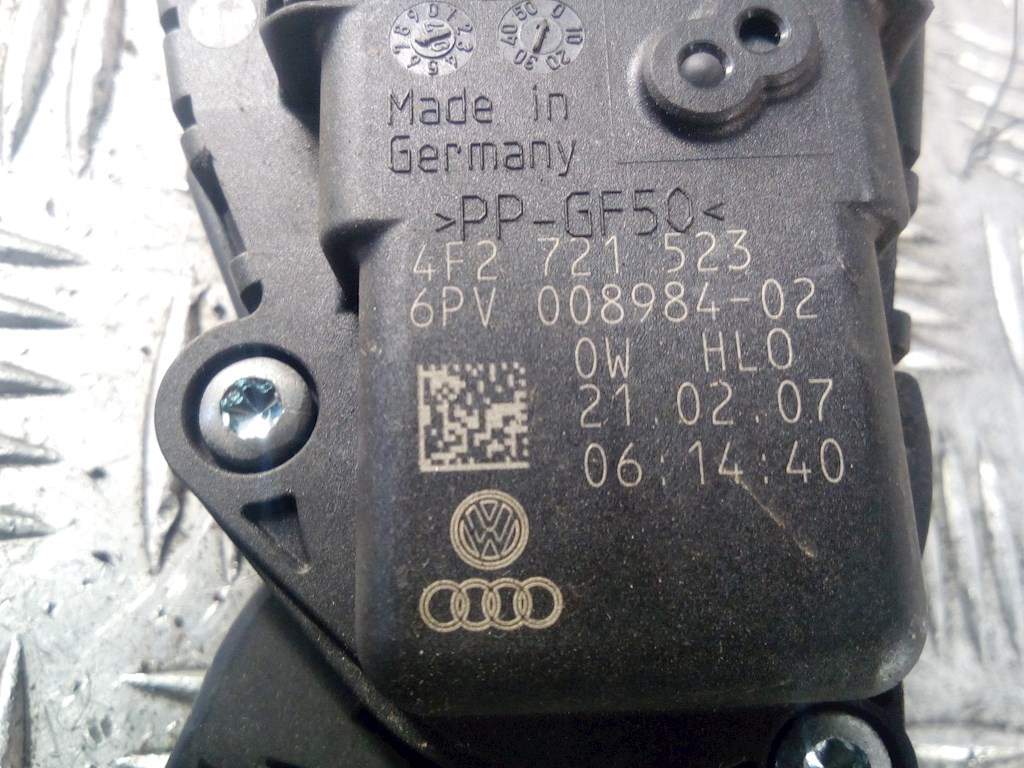 Made in
Germany
>PP-GF50<
4F2 721 523
6PV 008984-02
0W HL0
21.02.07
06:14:40
VW